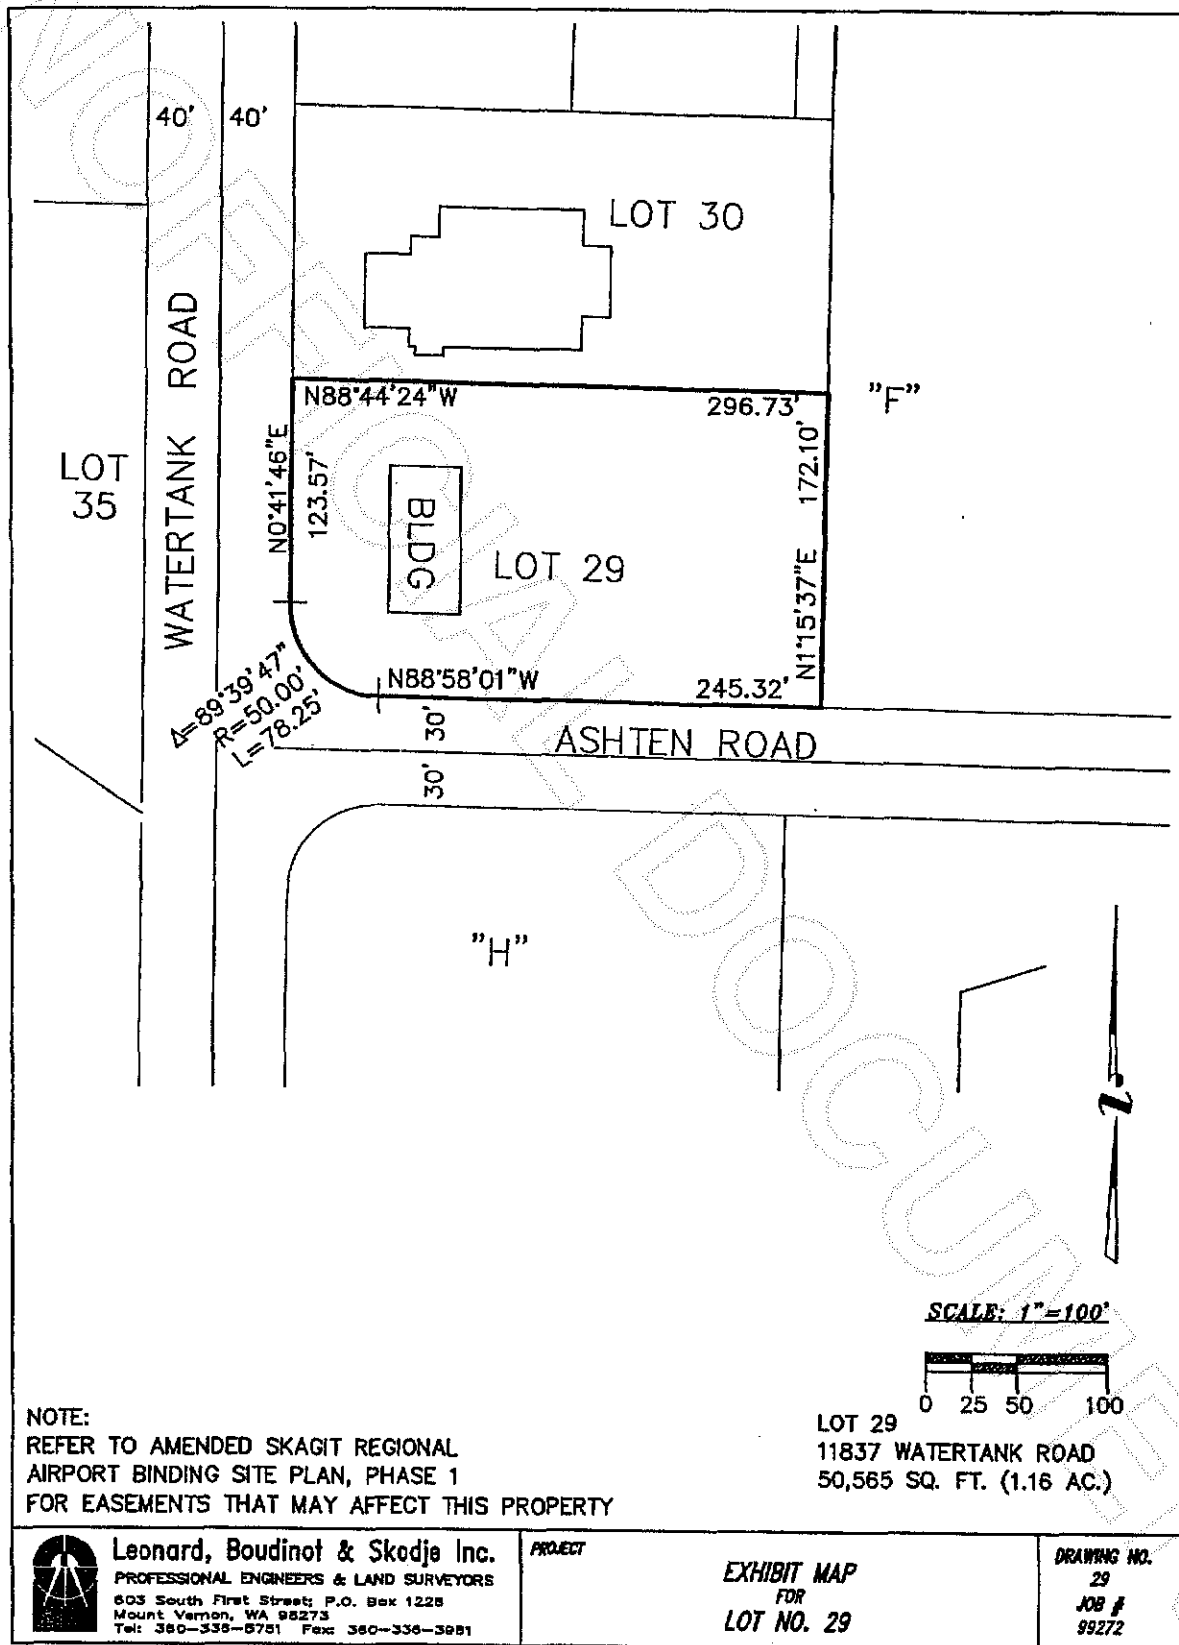 40' 40'
LOT 30
WATERTANK ROAD
N88°44'24"W 296.73'
"F"
LOT
35
N0°41'46"E
123.57'
BLDG
LOT 29
N1°15'37"E 172.10'
Δ=89°39'47"
R=50.00'
L=78.25'
N88°58'01"W 245.32'
30'
ASHTEN ROAD
30'
"H"
SCALE: 1"=100'
0 25 50 100
NOTE:
REFER TO AMENDED SKAGIT REGIONAL
AIRPORT BINDING SITE PLAN, PHASE 1
FOR EASEMENTS THAT MAY AFFECT THIS PROPERTY
LOT 29
11837 WATERTANK ROAD
50,565 SQ. FT. (1.16 AC.)
Leonard, Boudinot & Skodje Inc.
PROFESSIONAL ENGINEERS & LAND SURVEYORS
603 South First Street; P.O. Box 1228
Mount Vernon, WA 98273
Tel: 360-336-5751 Fax: 360-336-3981
PROJECT
EXHIBIT MAP
FOR
LOT NO. 29
DRAWING NO.
29
JOB #
99272
UNOFFICIAL DOCUMENT